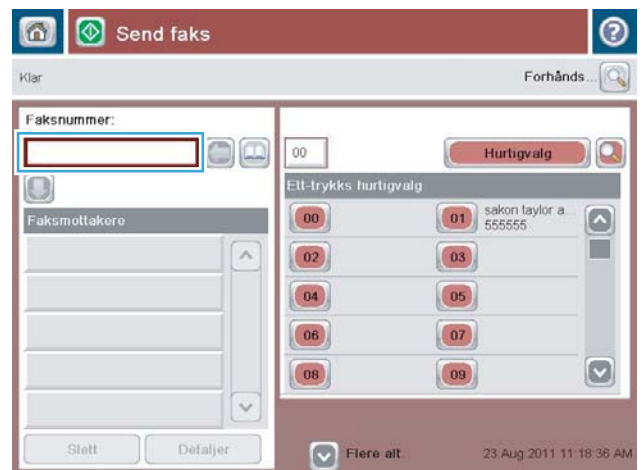 Send faks
Klar
Forhånds...
Faksnummer:
00
Hurtigvalg
Ett-trykks hurtigvalg
Faksmottakere
00
01 sakon taylor a...
555555
02
03
04
05
06
07
08
09
Slett
Detaljer
Flere alt.
23.Aug 2011 11:18:36 AM